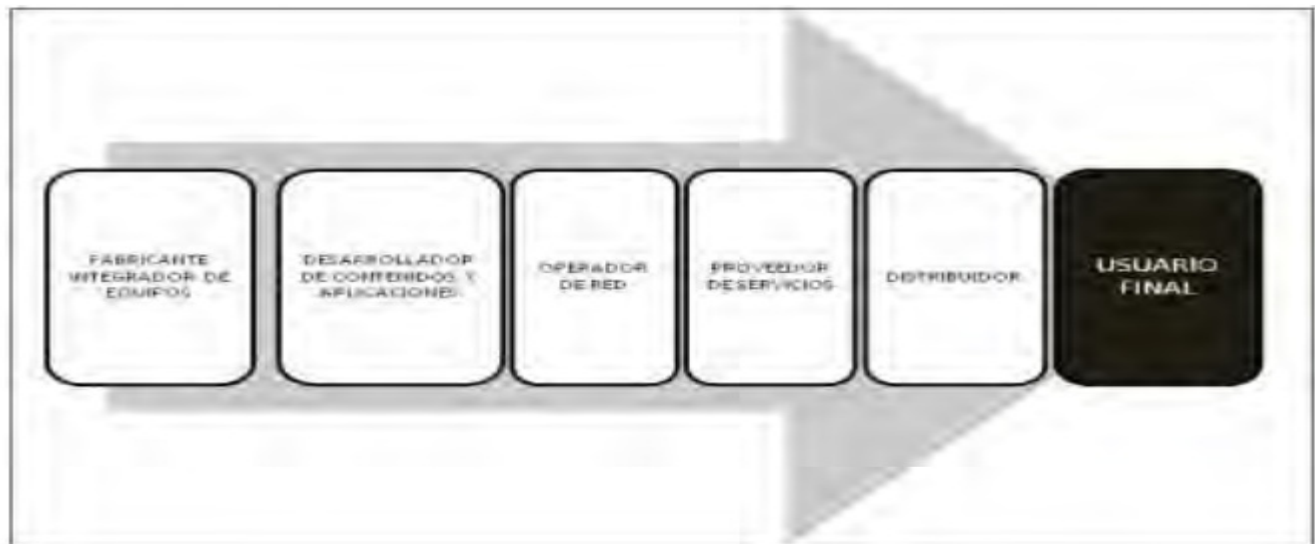 FABRICANTE
INTEGRADOR DE
EQUIPOS
DESARROLLADOR
DE CONTENIDOS Y
APLICACIONES
OPERADOR
DE RED
PROVEEDOR
DE SERVICIOS
DISTRIBUIDOR
USUARIO
FINAL